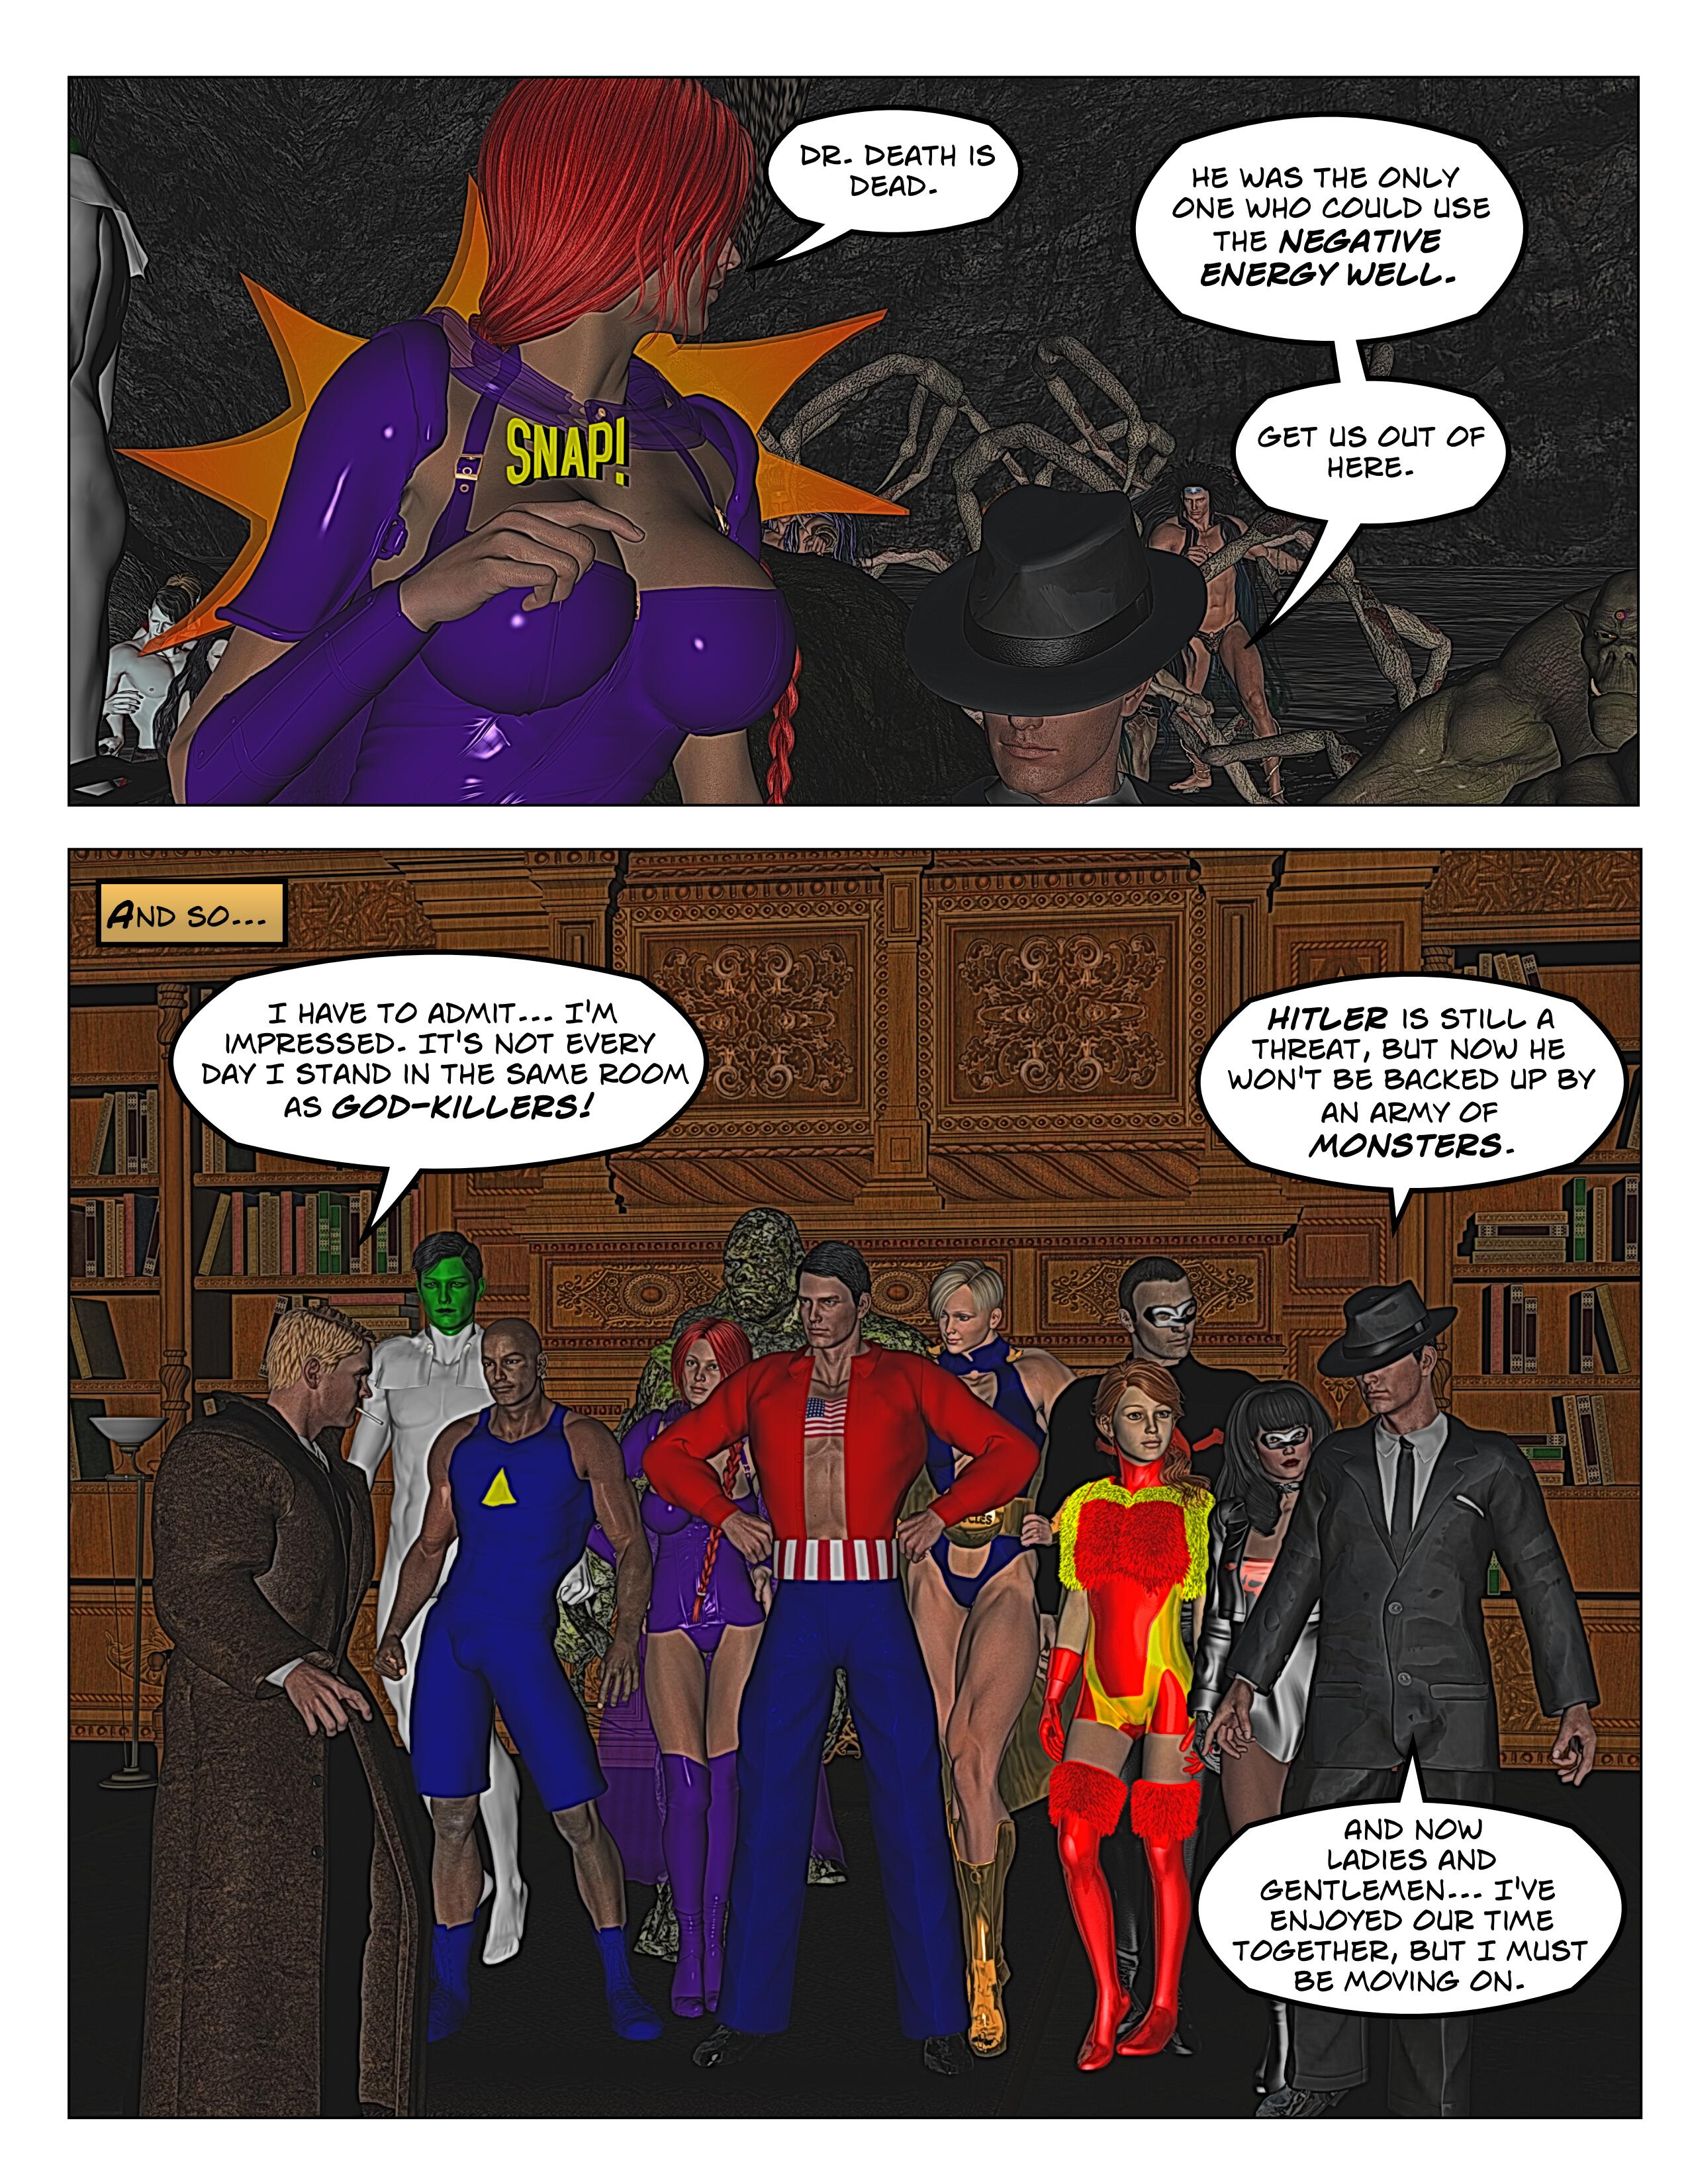 DR. DEATH IS
DEAD.
HE WAS THE ONLY
ONE WHO COULD USE
THE NEGATIVE
ENERGY WELL.
SNAP!
GET US OUT OF
HERE.
AND SO...
I HAVE TO ADMIT... I'M
IMPRESSED. IT'S NOT EVERY
DAY I STAND IN THE SAME ROOM
AS GOD-KILLERS!
HITLER IS STILL A
THREAT, BUT NOW HE
WON'T BE BACKED UP BY
AN ARMY OF
MONSTERS.
AND NOW
LADIES AND
GENTLEMEN... I'VE
ENJOYED OUR TIME
TOGETHER, BUT I MUST
BE MOVING ON.